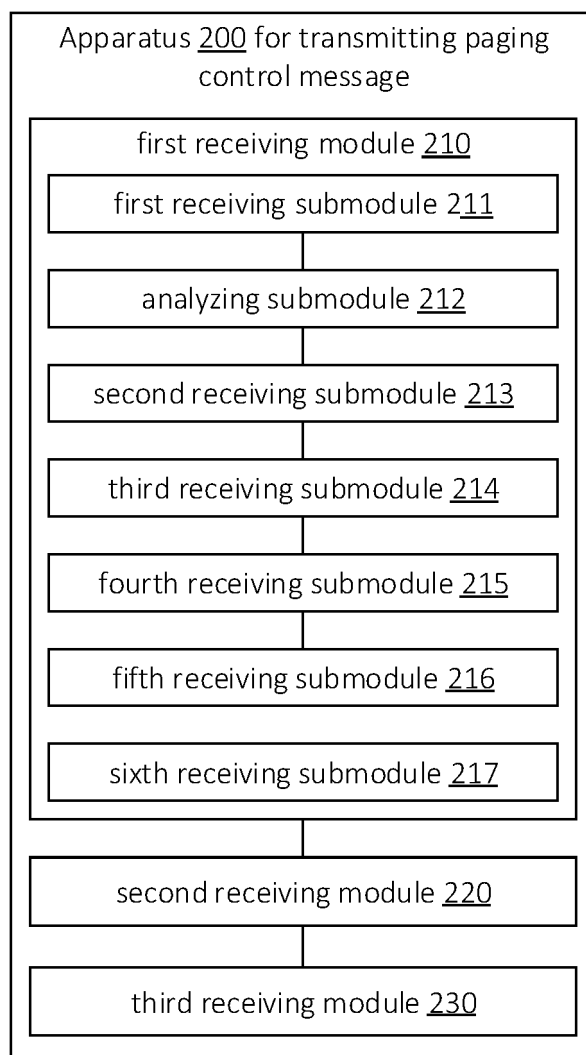 Apparatus 200 for transmitting paging
control message
first receiving module 210
first receiving submodule 211
analyzing submodule 212
second receiving submodule 213
third receiving submodule 214
fourth receiving submodule 215
fifth receiving submodule 216
sixth receiving submodule 217
second receiving module 220
third receiving module 230